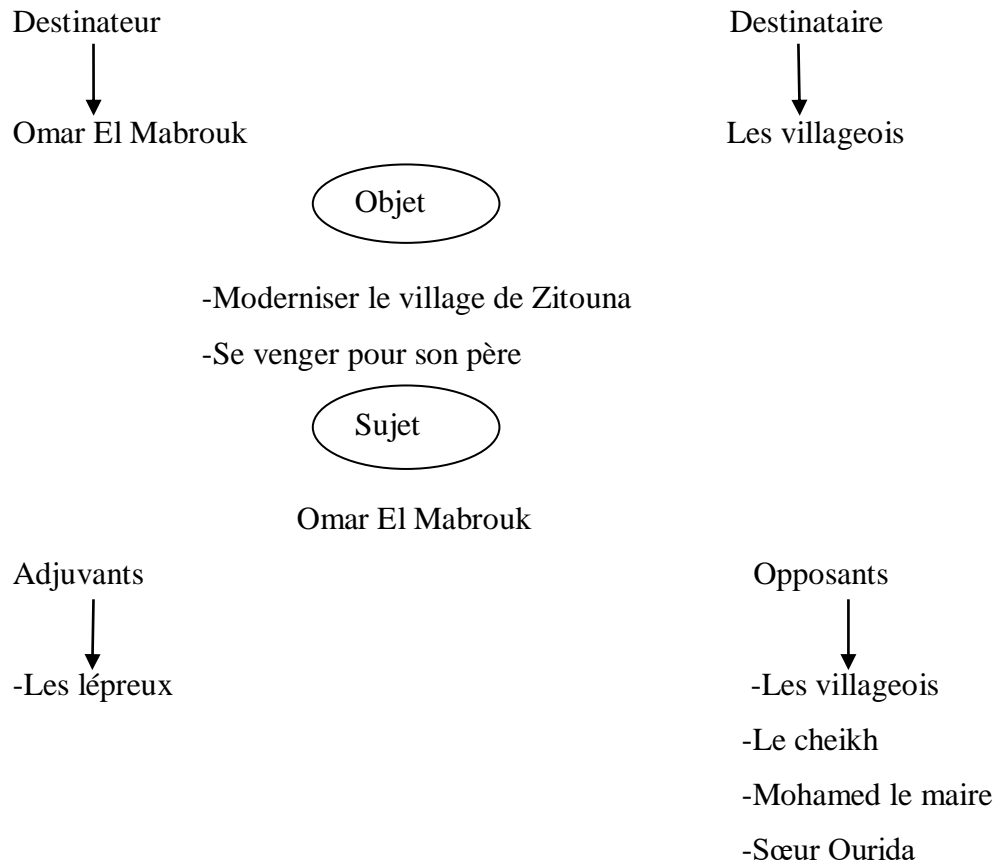 Destinateur Destinataire
Omar El Mabrouk Les villageois
Objet
-Moderniser le village de Zitouna
-Se venger pour son père
Sujet
Omar El Mabrouk
Adjuvants Opposants
-Les lépreux -Les villageois
-Le cheikh
-Mohamed le maire
-Sœur Ourida